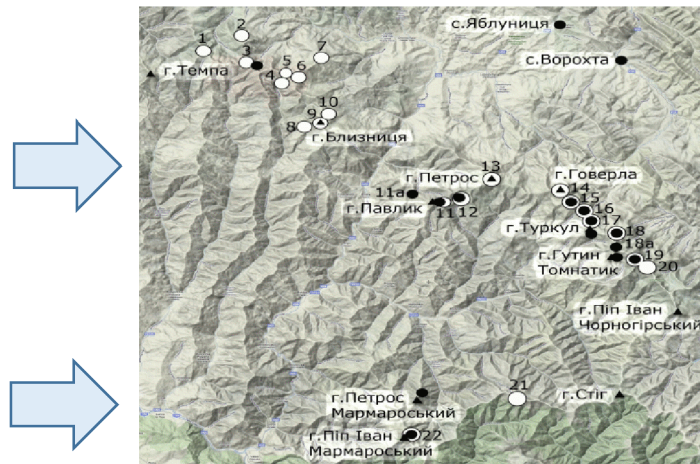 с.Яблуниця
2
1
с.Ворохта
7
3
5
г.Темпа
6
4
10
9
8
г.Близниця
13
г.Петрос
г.Говерла
14
11а
15
г.Павлик
11
12
16
17
г.Туркул
18
18а
г.Гутин
Томнатик
19
20
г.Піп Іван
Чорногірський
21
г.Стіг
г.Петрос
Мармароський
г.Піп Іван
Мармароський
22